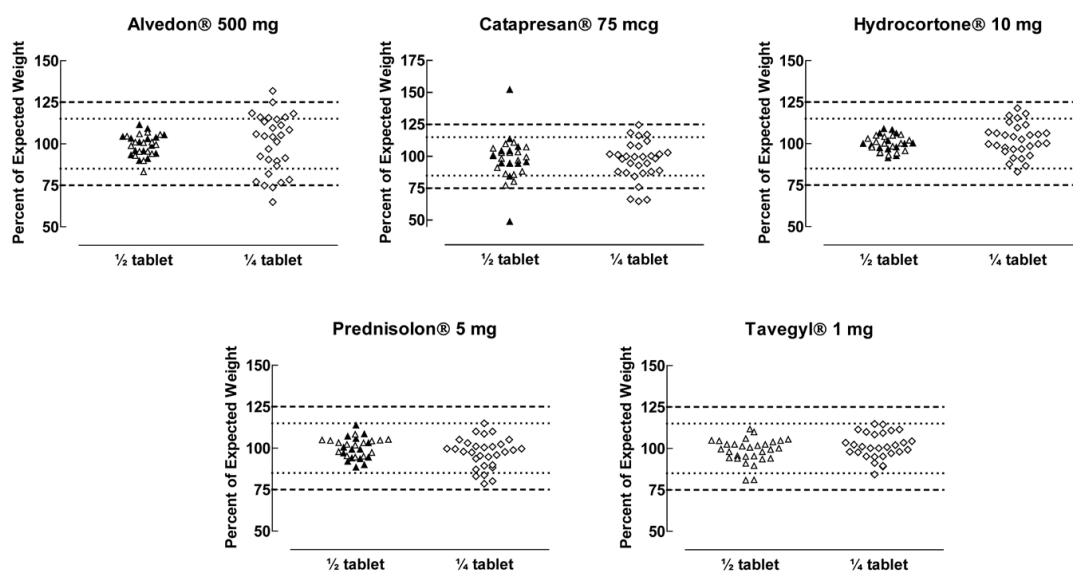 Alvedon® 500 mg
Percent of Expected Weight
150
125
100
75
50
½ tablet ¼ tablet
Catapresan® 75 mcg
Percent of Expected Weight
175
150
125
100
75
50
½ tablet ¼ tablet
Hydrocortone® 10 mg
Percent of Expected Weight
150
125
100
75
50
½ tablet ¼ tablet
Prednisolon® 5 mg
Percent of Expected Weight
150
125
100
75
50
½ tablet ¼ tablet
Tavegyl® 1 mg
Percent of Expected Weight
150
125
100
75
50
½ tablet ¼ tablet